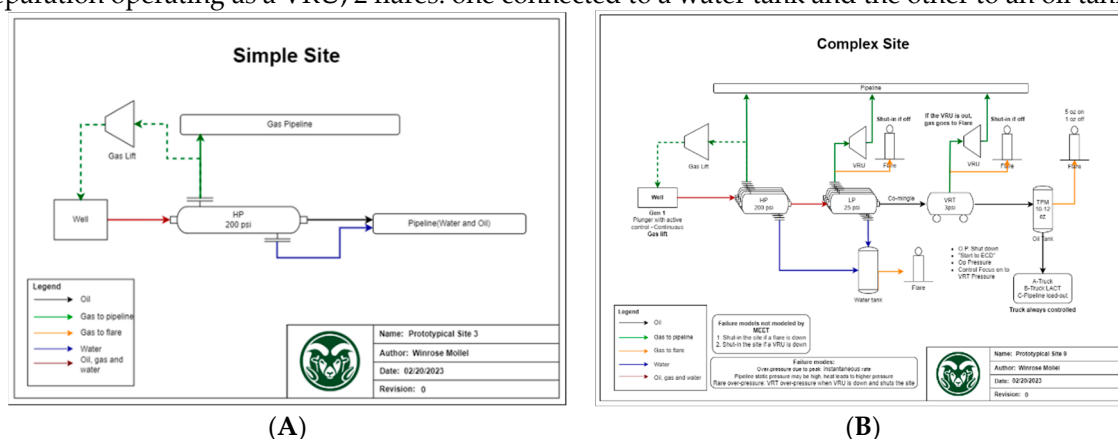 paration operating as a VRU, 2 flares: one connected to a water tank and the other to an oil tan
Simple Site
Gas Pipeline
Gas Lift
Well
HP
200 psi
Pipeline(Water and Oil)
Legend
Oil
Gas to pipeline
Gas to flare
Water
Oil, gas and
water
Name: Prototypical Site 3
Author: Winrose Mollel
Date: 02/20/2023
Revision: 0
(A)
Complex Site
Pipeline
Gas Lift
VRU
Shut-in if off
Flare
If the VRU is out,
gas goes to Flare
VRU
Shut-in if off
Flare
5 oz on
1 oz off
Flare
Well
Gen 1
Plunger with active
control - Continuous
Gas lift
HP
200 psi
LP
25 psi
Co-mingle
VRT
3psi
TPM
10-12
oz
Oil Tank
Water tank
Flare
• O.P. Shut down
• "Start to ECD"
• Op Pressure
• Control Focus on to
VRT Pressure
A-Truck
B-Truck LACT
C-Pipeline Iced-out
Truck always controlled
Legend
Oil
Gas to pipeline
Gas to flare
Water
Oil, gas and water
Failure models not modeled by
MEET
1. Shut-in the site if a flare is down
2. Shut-in the site if a VRU is down
Failure modes:
Over-pressure due to peak instantaneous rate
Pipeline static pressure may be high, heat leads to higher pressure
Rare over-pressure: VRT over-pressure when VRU is down and shuts the site
Name: Prototypical Site 9
Author: Winrose Mollel
Date: 02/20/2023
Revision: 0
(B)